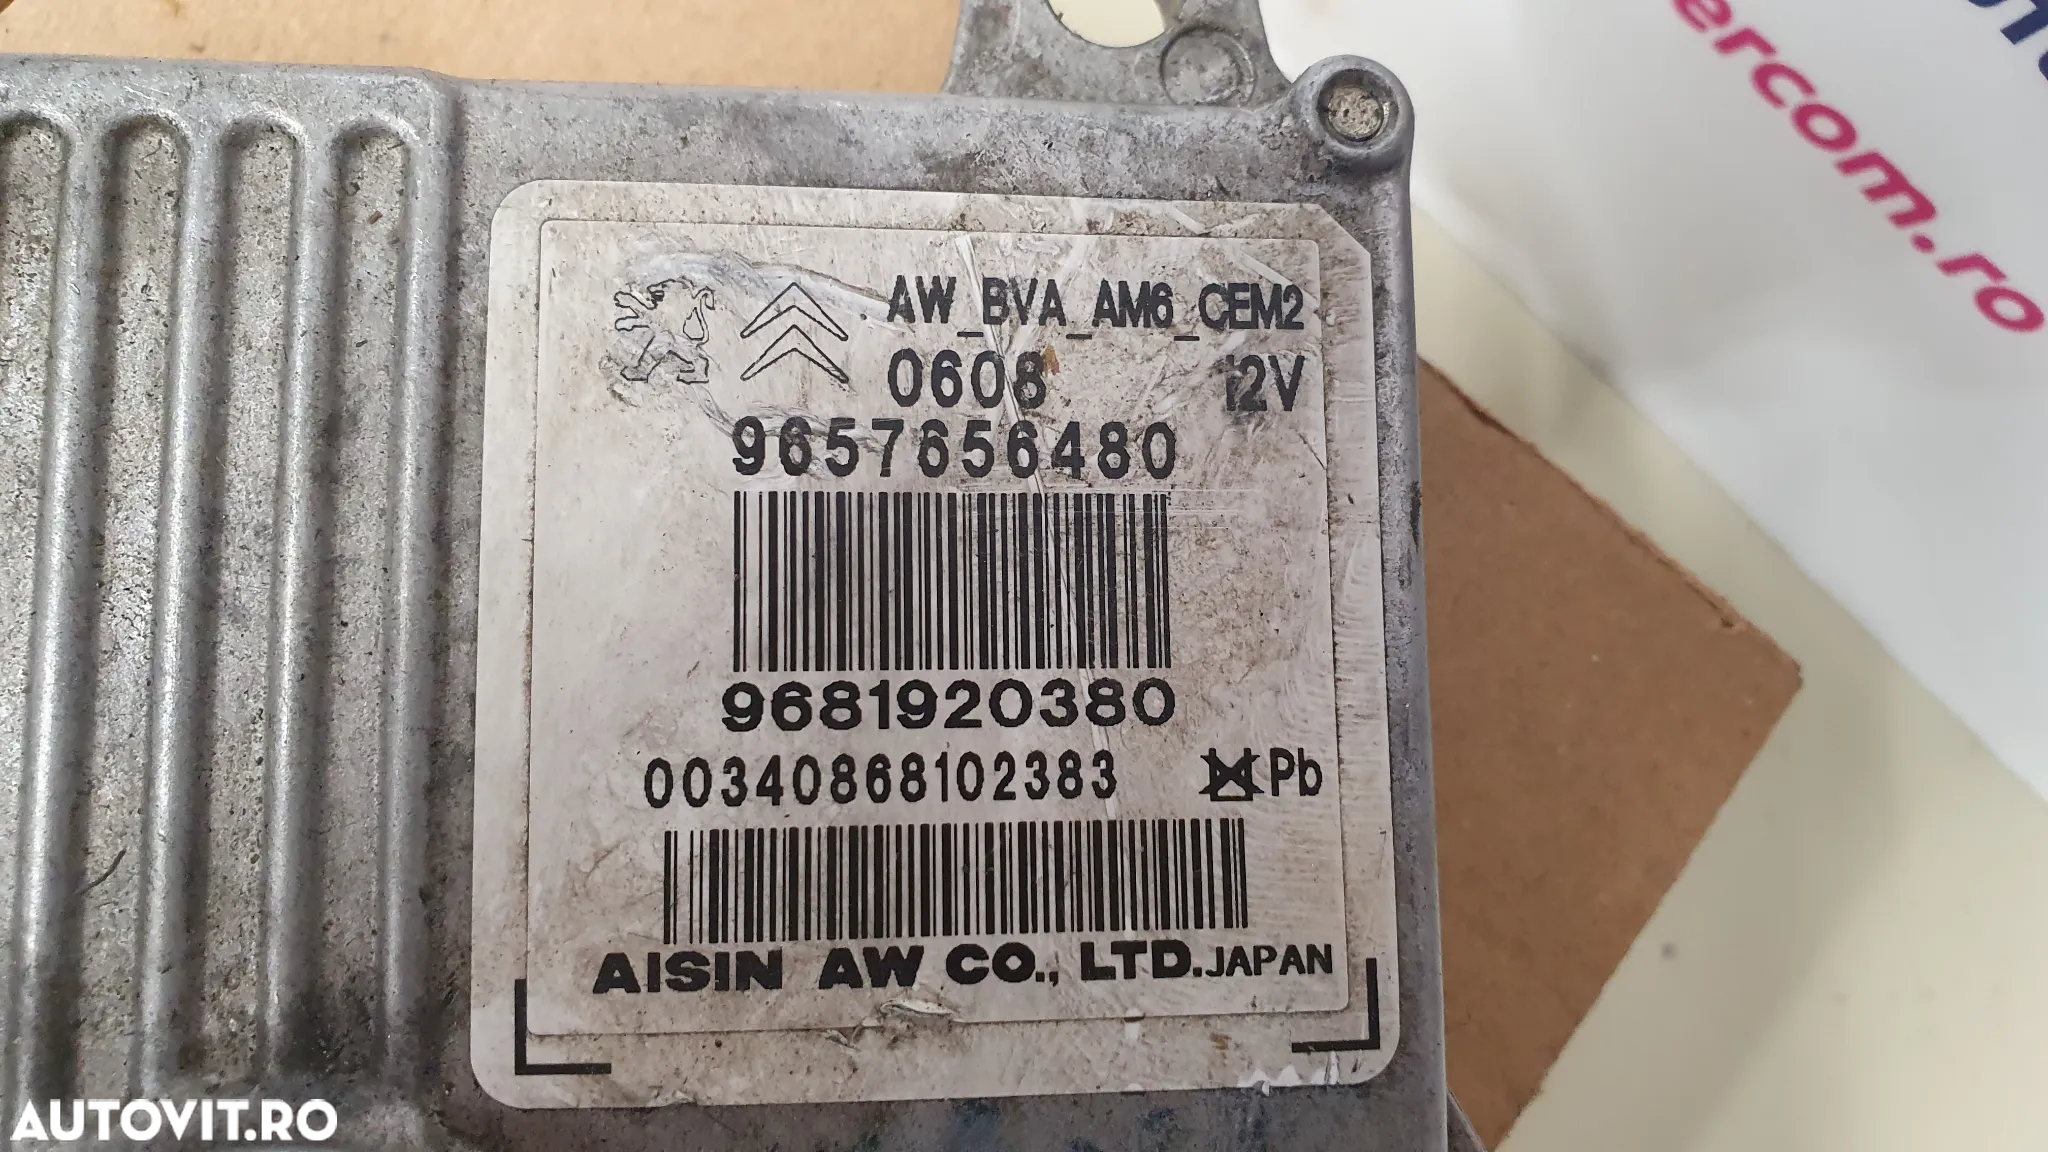 AW_BVA_AM6_CEM2
0608 12V
9657656480
9681920380
00340868102383 Pb
AISIN AW CO., LTD. JAPAN
ercom.ro
AUTOVIT.RO